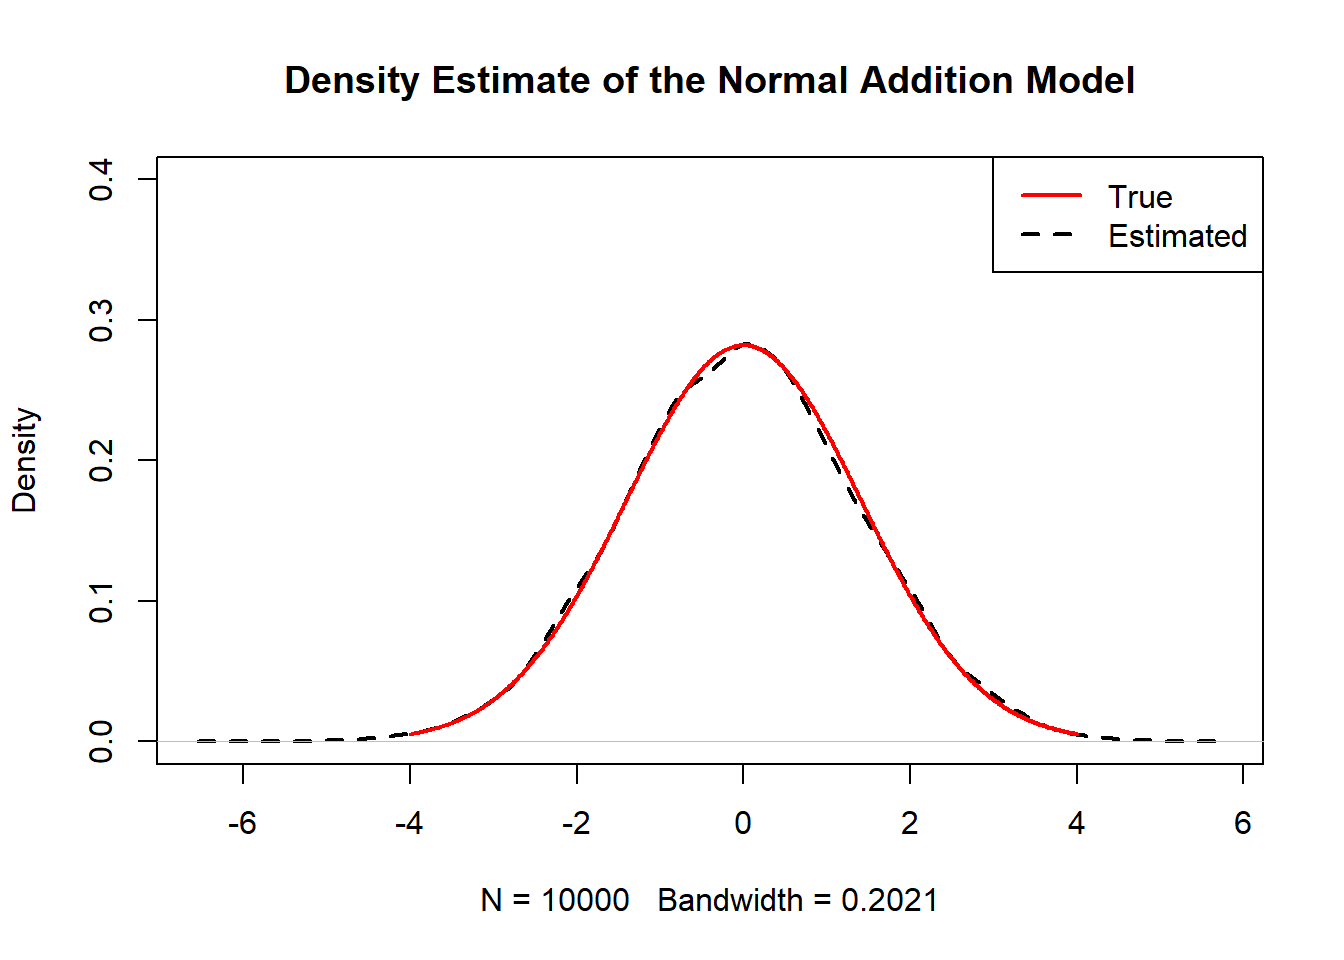 Density Estimate of the Normal Addition Model
True
Estimated
Density
0.4
0.3
0.2
0.1
0.0
-6 -4 -2 0 2 4 6
N = 10000 Bandwidth = 0.2021